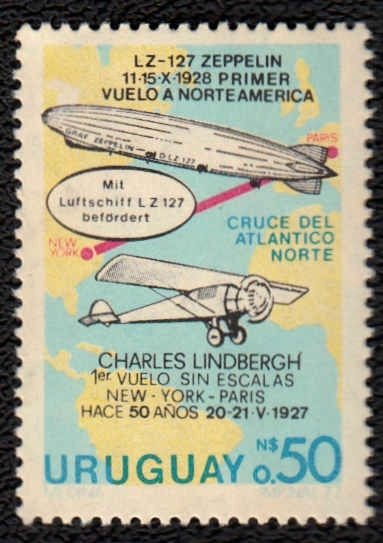 LZ-127 ZEPPELIN
11·15·X·1928 PRIMER
VUELO A NORTEAMERICA
GRAF ZEPPELIN
D LZ 127
PARIS
Mit
Luftschiff LZ 127
befördert
NEW
YORK
CRUCE DEL
ATLANTICO
NORTE
CHARLES LINDBERGH
1er. VUELO SIN ESCALAS
NEW-YORK-PARIS
HACE 50 AÑOS 20·21·V·1927
URUGUAY N$ 0.50
MEDINA